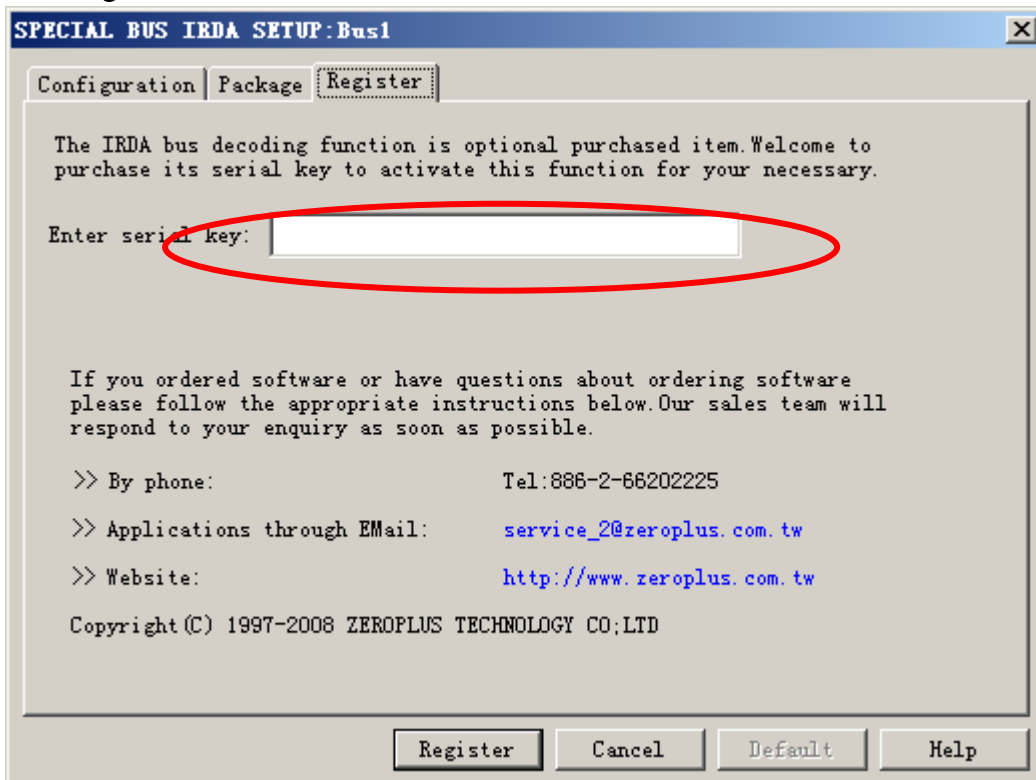 SPECIAL BUS IRDA SETUP:Bus1
Configuration Package Register
The IRDA bus decoding function is optional purchased item.Welcome to
purchase its serial key to activate this function for your necessary.
Enter serial key:
If you ordered software or have questions about ordering software
please follow the appropriate instructions below.Our sales team will
respond to your enquiry as soon as possible.
>> By phone: Tel:886-2-66202225
>> Applications through EMail: service_2@zeroplus.com.tw
>> Website: http://www.zeroplus.com.tw
Copyright(C) 1997-2008 ZEROPLUS TECHNOLOGY CO;LTD
Register Cancel Default Help